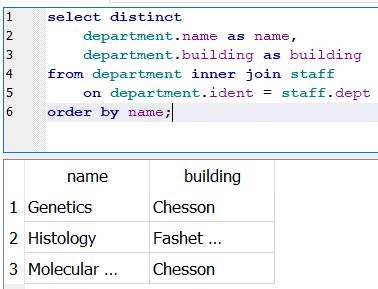 1 select distinct
2 department.name as name,
3 department.building as building
4 from department inner join staff
5 on department.ident = staff.dept
6 order by name;
name building
1 Genetics Chesson
2 Histology Fashet ...
3 Molecular ... Chesson